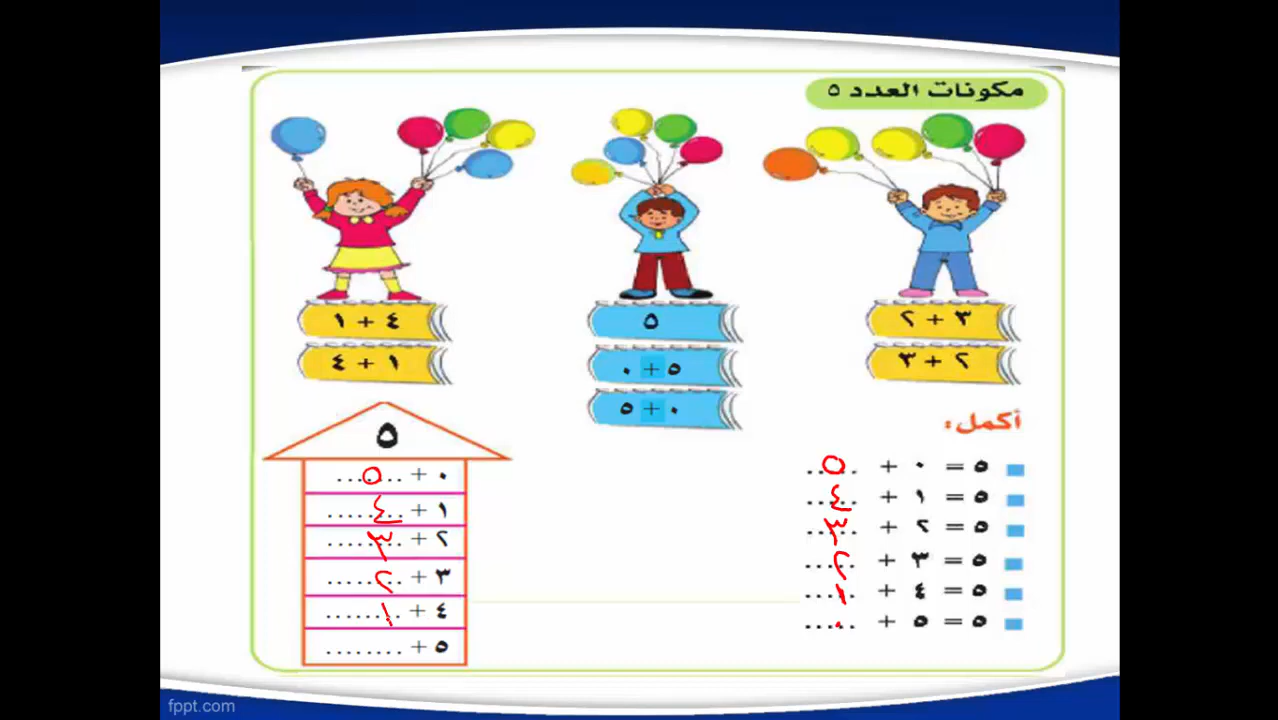 مكونات العدد ٥
٣ + ٢
٢ + ٣
٥
٥ + ٠
٠ + ٥
٤ + ١
١ + ٤
أكمل:
٥ = ٠ + ..... ٥
٥ = ١ + ..... ٤
٥ = ٢ + ..... ٣
٥ = ٣ + ..... ٢
٥ = ٤ + ..... ١
٥ = ٥ + ..... ٠
٥
٠ + ........ ٥
١ + ........ ٤
٢ + ........ ٣
٣ + ........ ٢
٤ + ........ ١
٥ + ........
fppt.com